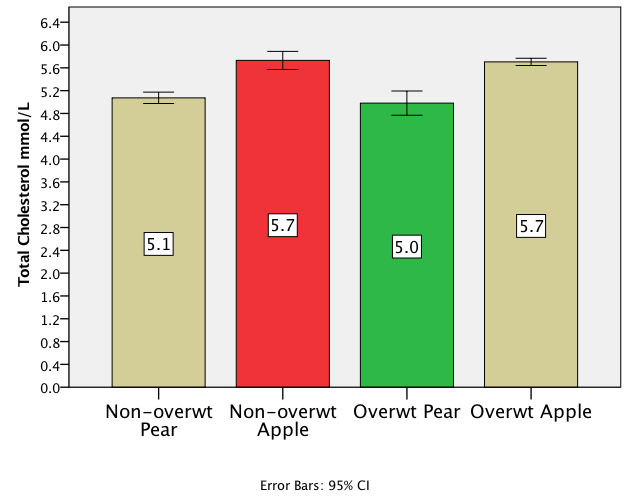 Total Cholesterol mmol/L
6.4
6.0
5.6
5.2
4.8
4.4
4.0
3.6
3.2
2.8
2.4
2.0
1.6
1.2
0.8
0.4
0.0
5.1
5.7
5.0
5.7
Non-overwt
Pear
Non-overwt
Apple
Overwt Pear
Overwt Apple
Error Bars: 95% CI